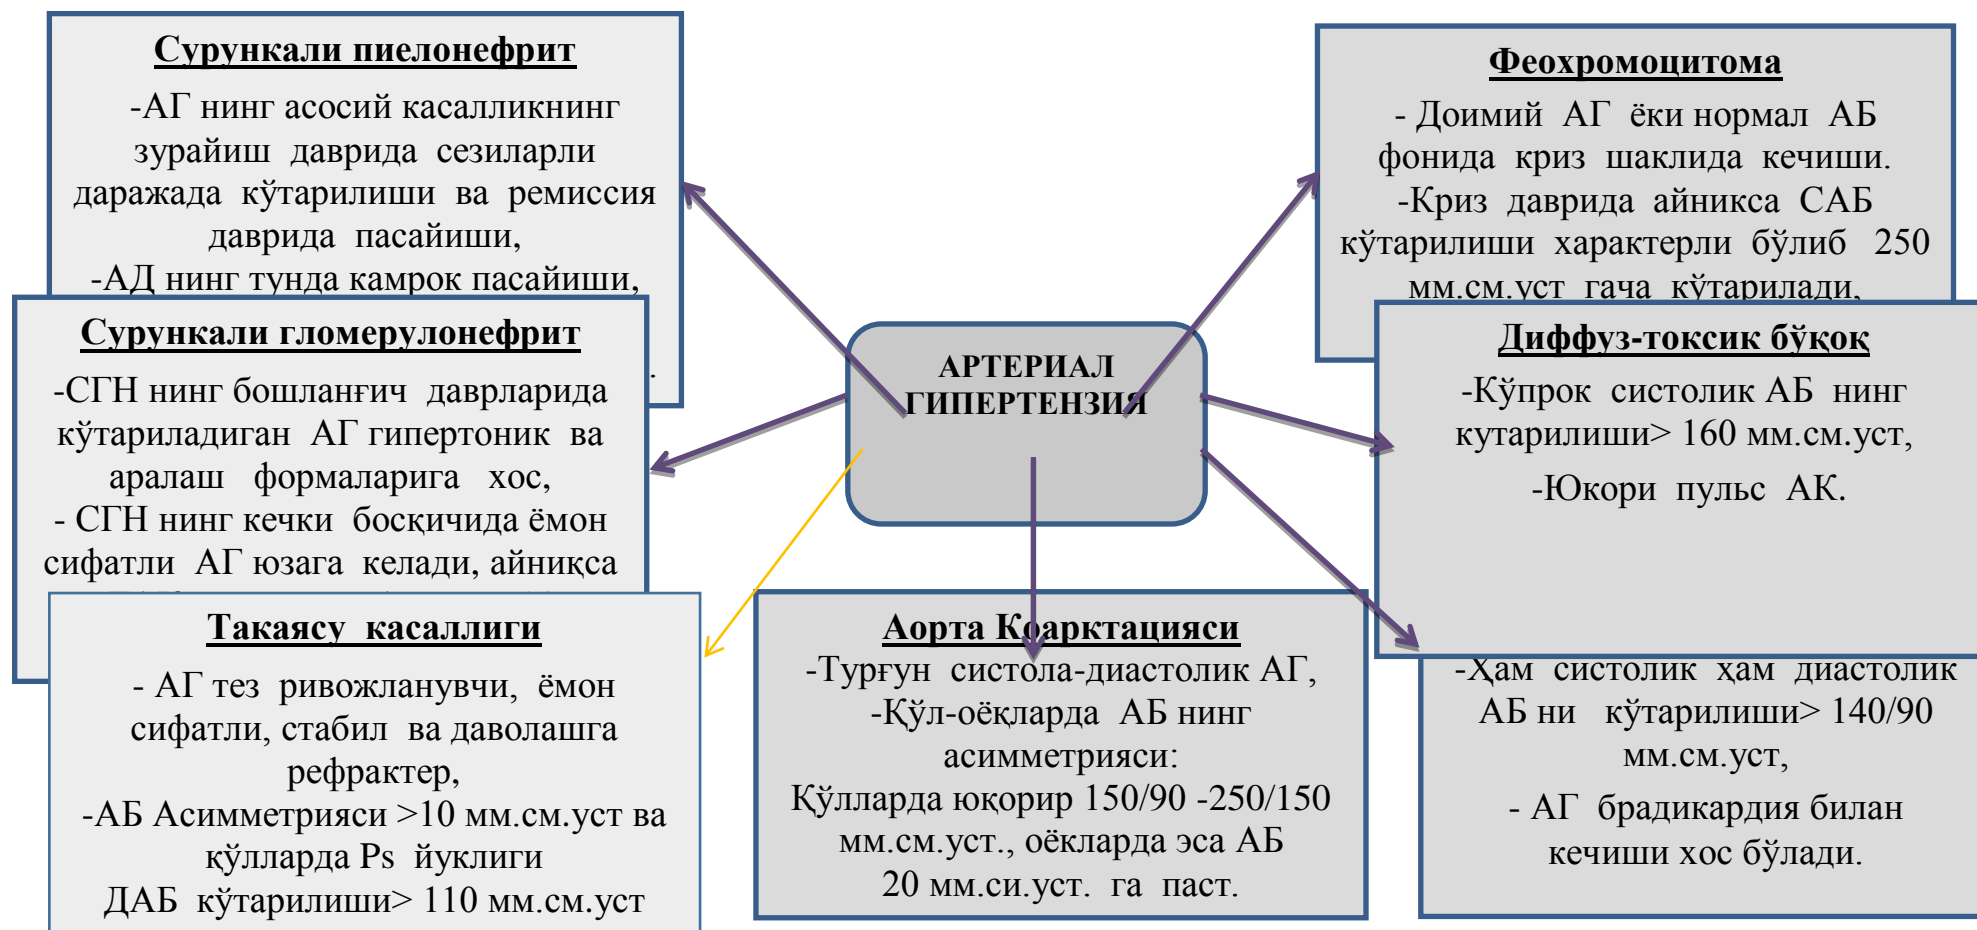 Сурункали пиелонефрит
-АГ нинг асосий касалликнинг
зурайиш даврида сезиларли
даражада кўтарилиши ва ремиссия
даврида пасайиши,
-АД нинг тунда камрок пасайиши,
Сурункали гломерулонефрит
-СГН нинг бошланғич даврларида
кўтариладиган АГ гипертоник ва
аралаш формаларига хос,
- СГН нинг кечки босқичида ёмон
сифатли АГ юзага келади, айниқса
Такаясу касаллиги
- АГ тез ривожланувчи, ёмон
сифатли, стабил ва даволашга
рефрактер,
-АБ Асимметрияси >10 мм.см.уст ва
қўлларда Ps йуклиги
ДАБ кўтарилиши> 110 мм.см.уст
АРТЕРИАЛ
ГИПЕРТЕНЗИЯ
Аорта Коарктацияси
-Турғун систола-диастолик АГ,
-Қўл-оёқларда АБ нинг
асимметрияси:
Қўлларда юқорир 150/90 -250/150
мм.см.уст., оёкларда эса АБ
20 мм.си.уст. га паст.
Феохромоцитома
- Доимий АГ ёки нормал АБ
фонида криз шаклида кечиши.
-Криз даврида айникса САБ
кўтарилиши характерли бўлиб 250
мм.см.уст гача кўтарилади,
Диффуз-токсик бўқоқ
-Кўпрок систолик АБ нинг
кутарилиши> 160 мм.см.уст,
-Юкори пульс АК.
-Ҳам систолик ҳам диастолик
АБ ни кўтарилиши> 140/90
мм.см.уст,
- АГ брадикардия билан
кечиши хос бўлади.